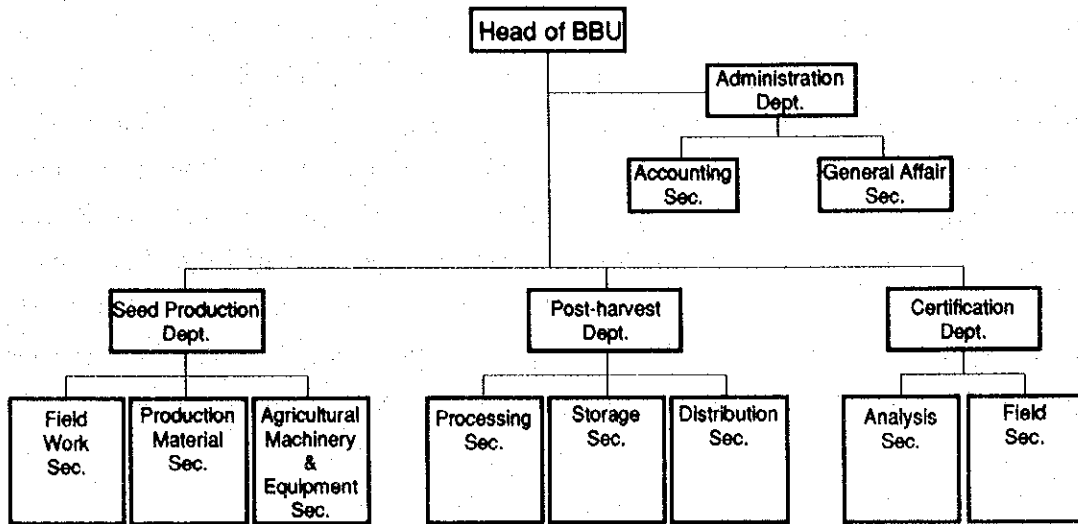 Head of BBU
Administration
Dept.
Accounting
Sec.
General Affair
Sec.
Seed Production
Dept.
Post-harvest
Dept.
Certification
Dept.
Field
Work
Sec.
Production
Material
Sec.
Agricultural
Machinery
&
Equipment
Sec.
Processing
Sec.
Storage
Sec.
Distribution
Sec.
Analysis
Sec.
Field
Sec.